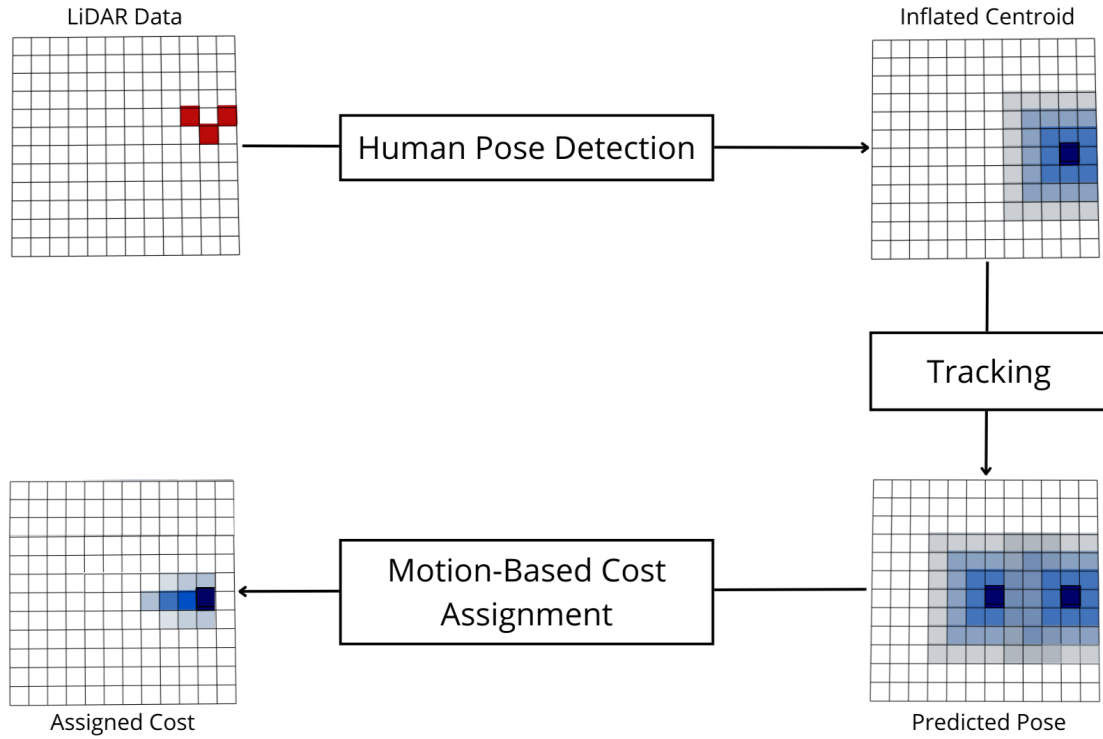 LiDAR Data
Inflated Centroid
Human Pose Detection
Tracking
Motion-Based Cost
Assignment
Assigned Cost
Predicted Pose